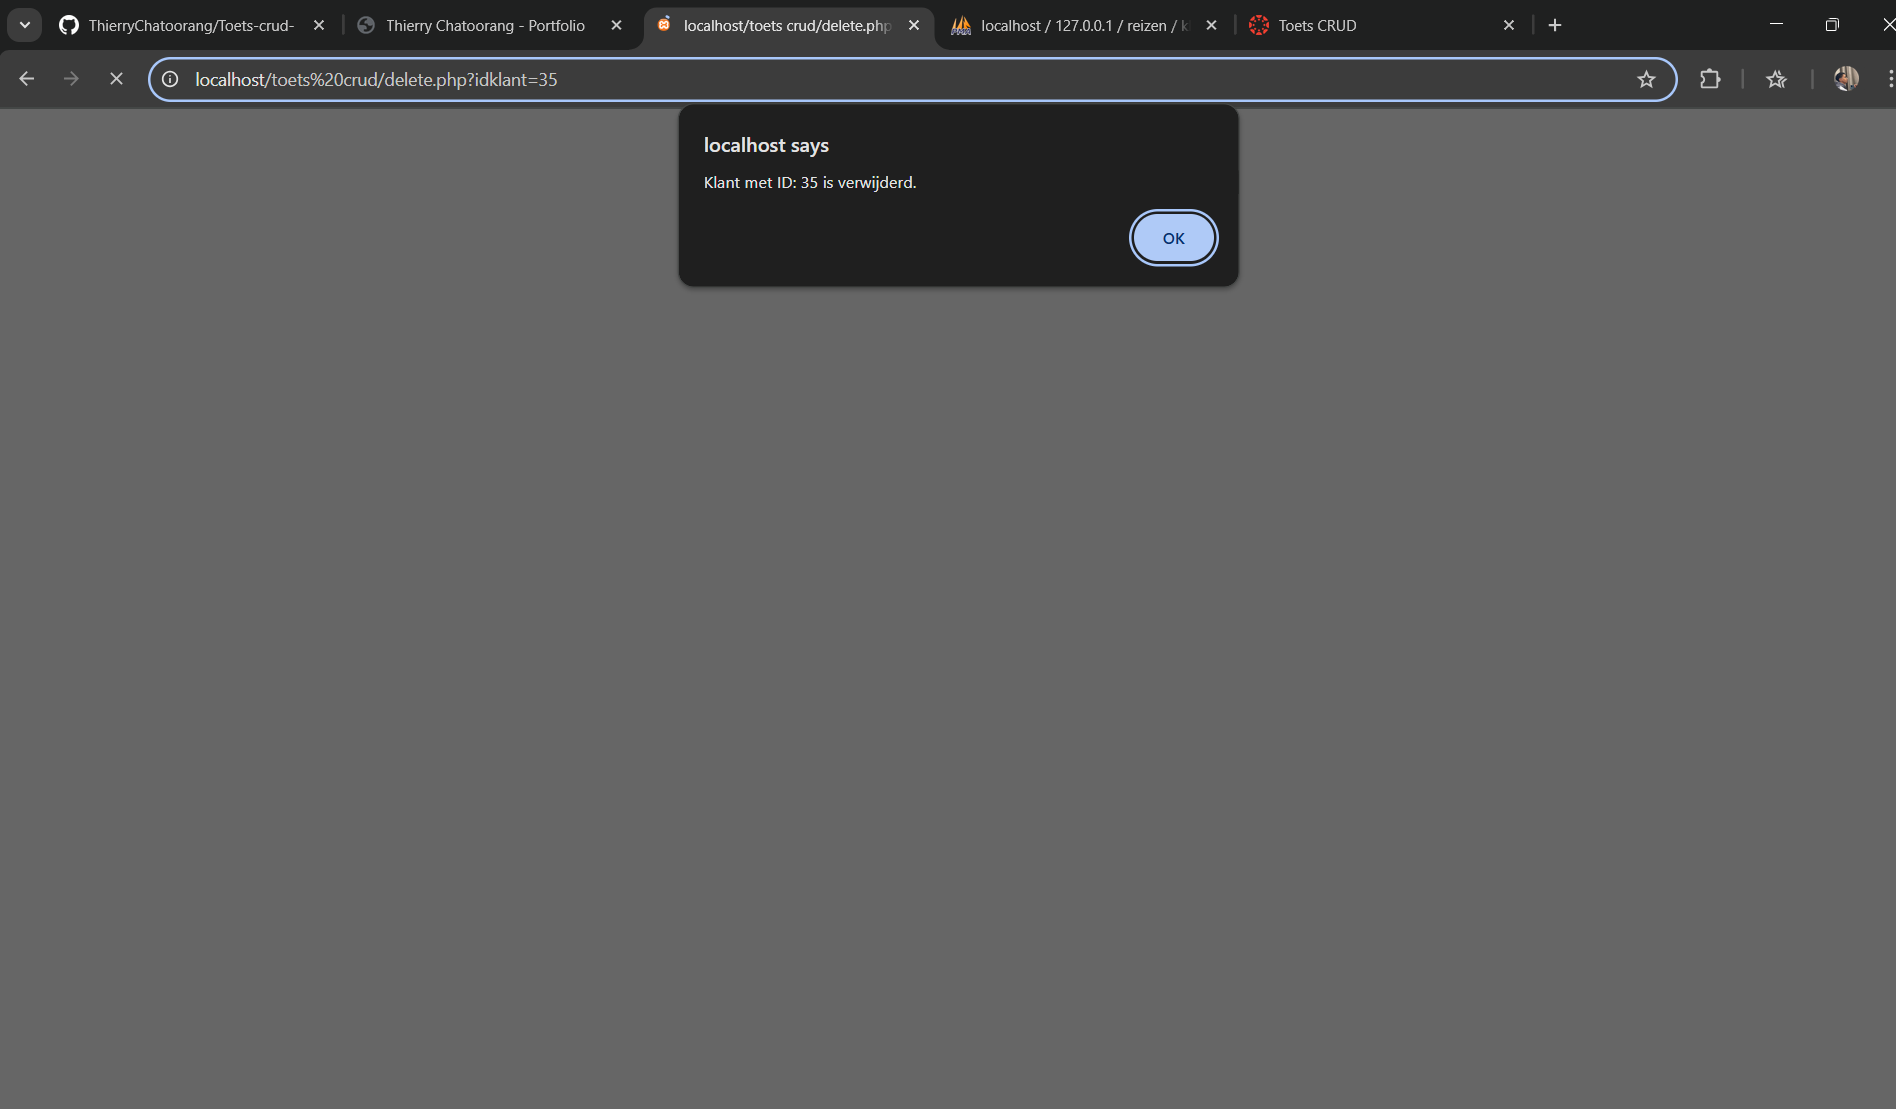 ThierryChatoorang/Toets-crud-
Thierry Chatoorang - Portfolio
localhost/toets crud/delete.php
localhost / 127.0.0.1 / reizen / k
Toets CRUD
localhost/toets%20crud/delete.php?idklant=35
localhost says
Klant met ID: 35 is verwijderd.
OK